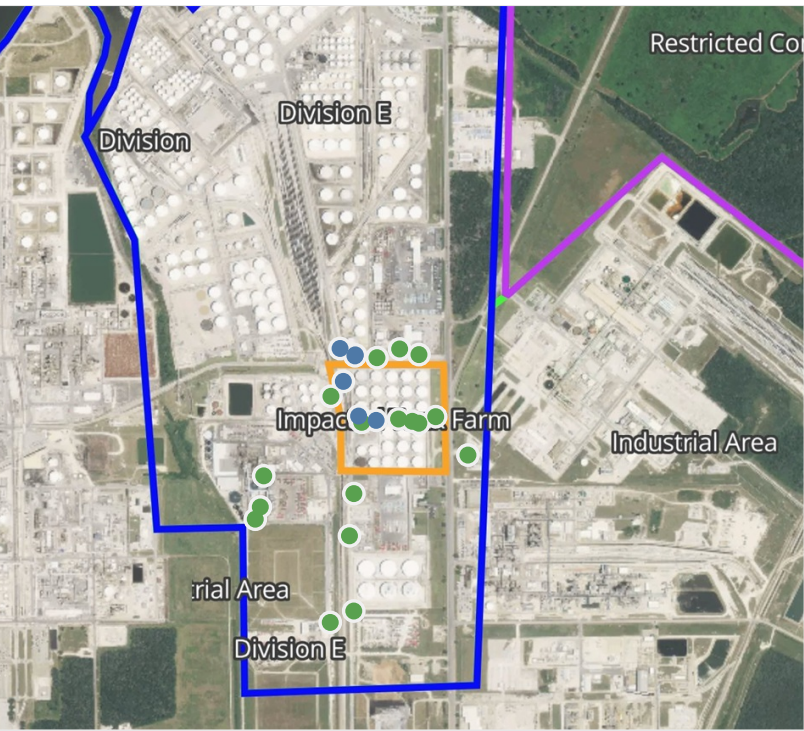 Restricted Co
Division E
Division
Impac
Farm
Industrial Area
rial Area
Division E